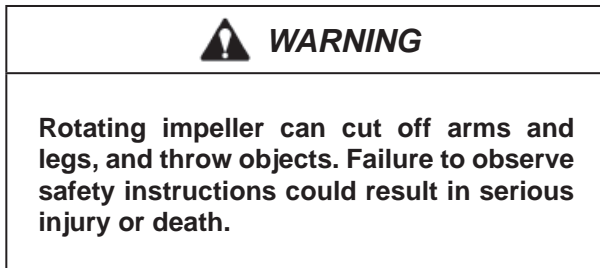 WARNING
Rotating impeller can cut off arms and
legs, and throw objects. Failure to observe
safety instructions could result in serious
injury or death.